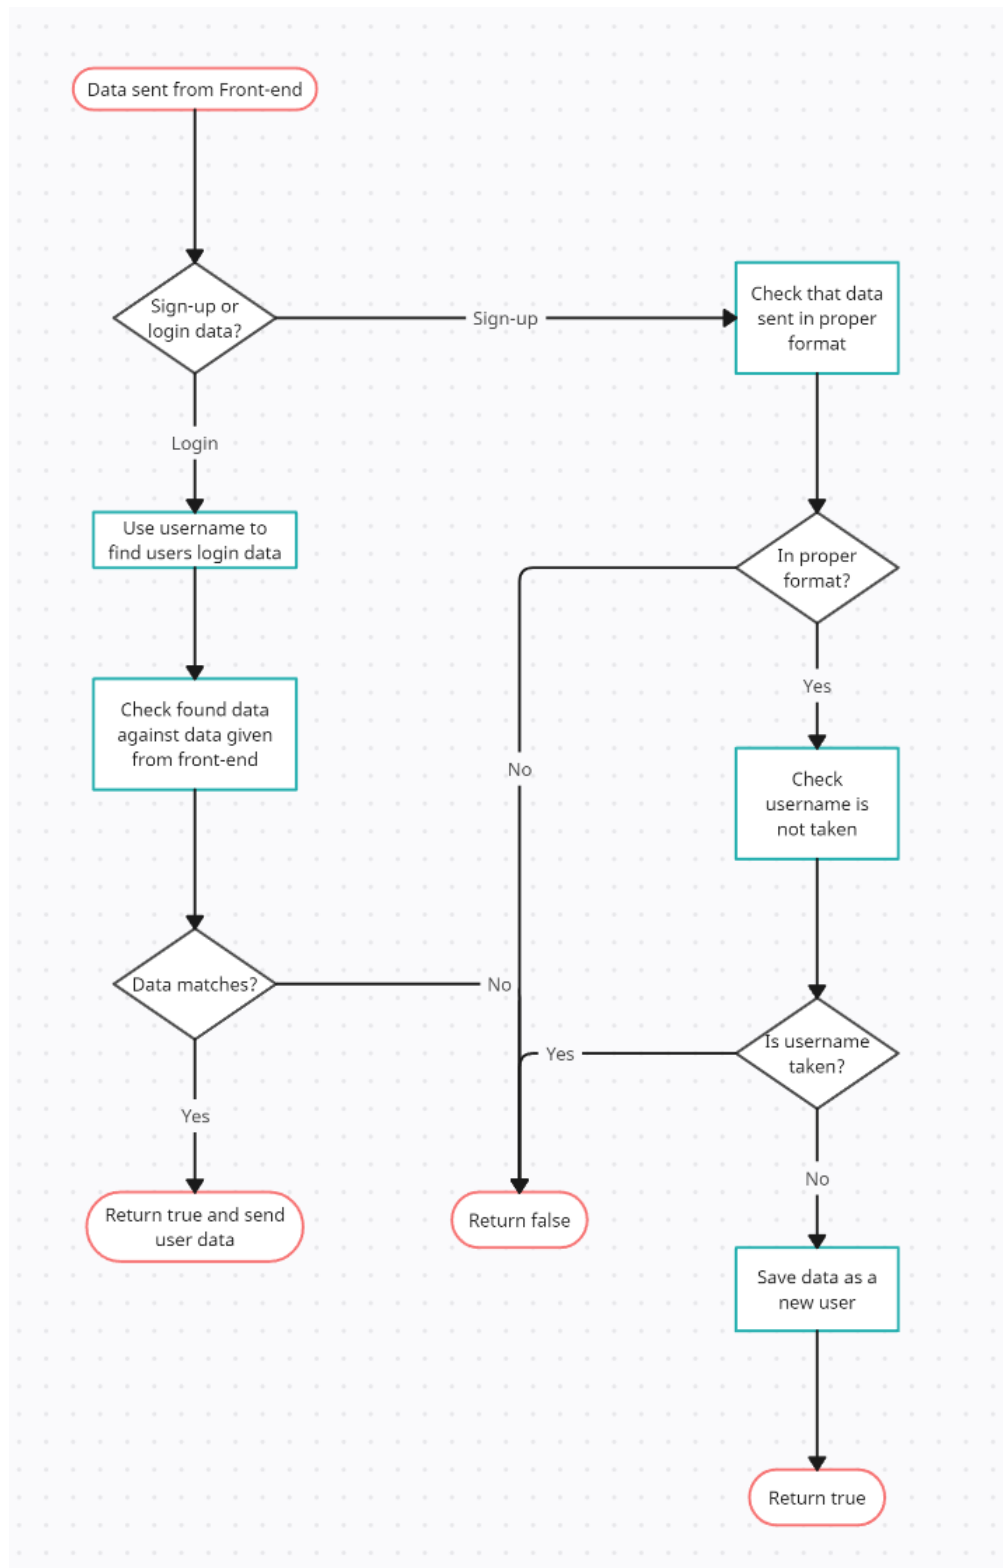 Data sent from Front-end
Sign-up or
login data?
Sign-up
Check that data
sent in proper
format
Login
Use username to
find users login data
In proper
format?
Yes
Check found data
against data given
from front-end
No
Check
username is
not taken
Data matches?
No
Is username
taken?
Yes
Yes
No
Return true and send
user data
Return false
Save data as a
new user
Return true